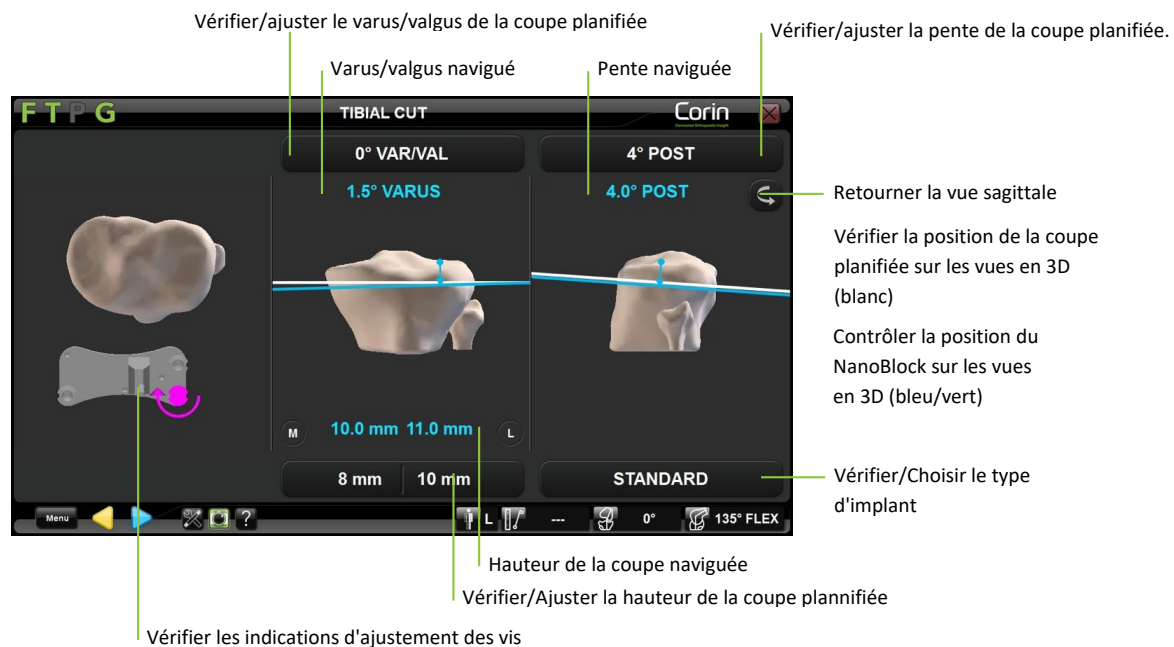 Vérifier/ajuster le varus/valgus de la coupe planifiée
Vérifier/ajuster la pente de la coupe planifiée.
Varus/valgus navigué
Pente naviguée
F T P G
TIBIAL CUT
Corin
Connected Orthopaedic Insight
0° VAR/VAL
4° POST
1.5° VARUS
4.0° POST
Retourner la vue sagittale
Vérifier la position de la coupe
planifiée sur les vues en 3D
(blanc)
Contrôler la position du
NanoBlock sur les vues
en 3D (bleu/vert)
M
10.0 mm 11.0 mm
L
8 mm
10 mm
STANDARD
Vérifier/Choisir le type
d'implant
Menu
?
L
---
0°
135° FLEX
Hauteur de la coupe naviguée
Vérifier/Ajuster la hauteur de la coupe plannifiée
Vérifier les indications d'ajustement des vis